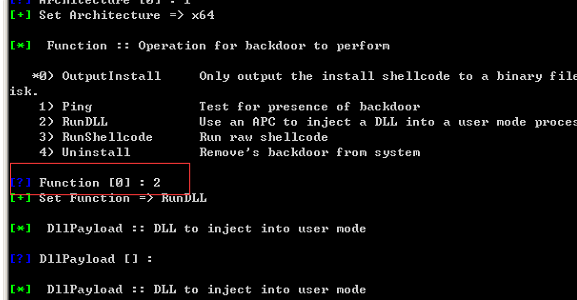 [?] Architecture [0] : 1
[+] Set Architecture => x64
[*] Function :: Operation for backdoor to perform
*0) OutputInstall Only output the install shellcode to a binary file
isk.
1) Ping Test for presence of backdoor
2) RunDLL Use an APC to inject a DLL into a user mode proces
3) RunShellcode Run raw shellcode
4) Uninstall Remove's backdoor from system
[?] Function [0] : 2
[+] Set Function => RunDLL
[*] DllPayload :: DLL to inject into user mode
[?] DllPayload [] :
[*] DllPayload :: DLL to inject into user mode